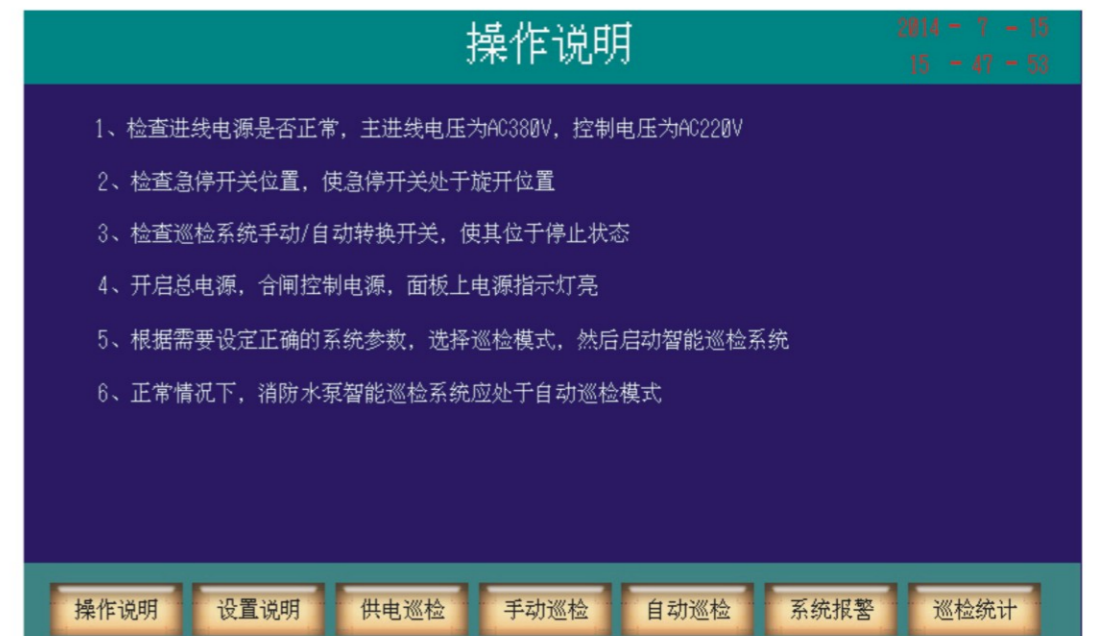 操作说明
2014 - 7 - 15
15 - 47 - 53
1、检查进线电源是否正常，主进线电压为AC380V，控制电压为AC220V
2、检查急停开关位置，使急停开关处于旋开位置
3、检查巡检系统手动/自动转换开关，使其位于停止状态
4、开启总电源，合闸控制电源，面板上电源指示灯亮
5、根据需要设定正确的系统参数，选择巡检模式，然后启动智能巡检系统
6、正常情况下，消防水泵智能巡检系统应处于自动巡检模式
操作说明 设置说明 供电巡检 手动巡检 自动巡检 系统报警 巡检统计